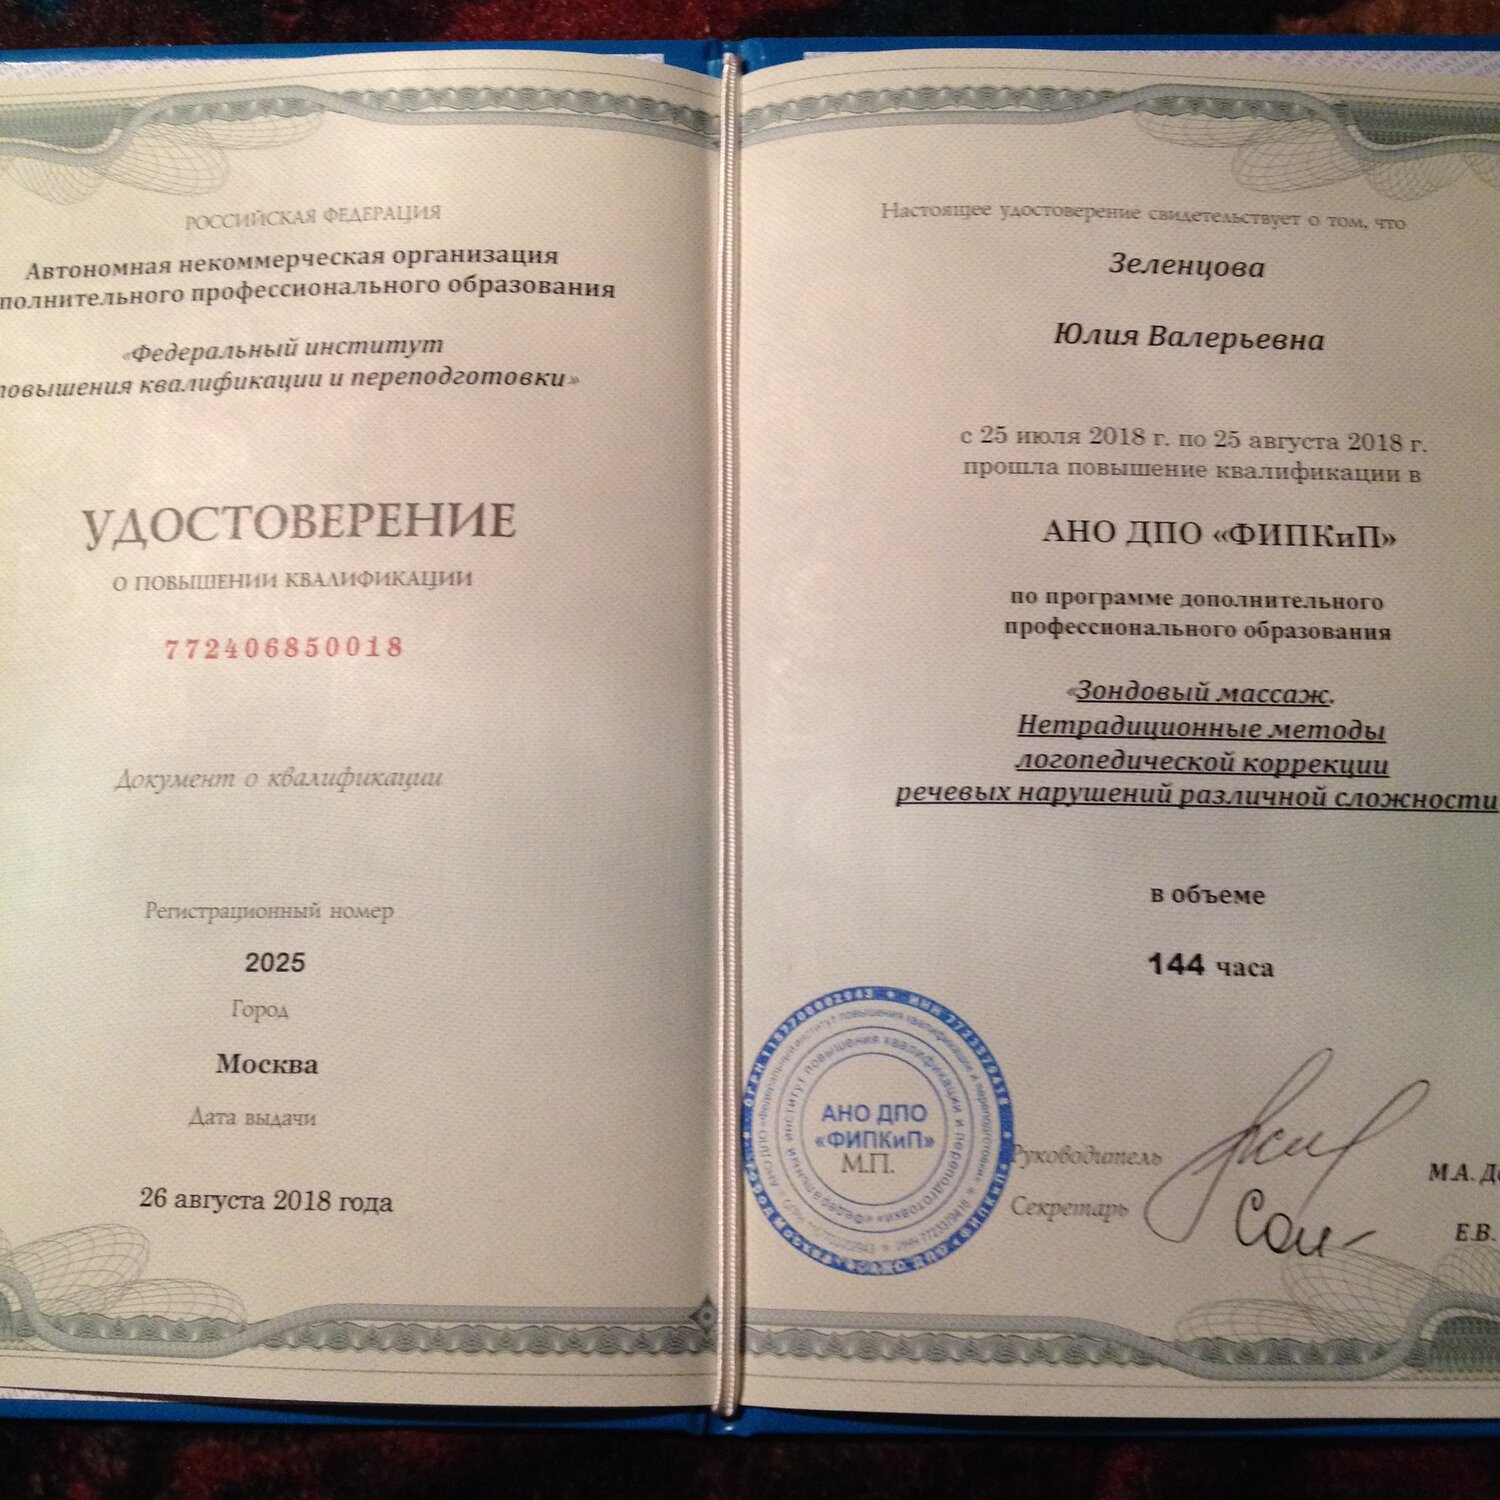 РОССИЙСКАЯ ФЕДЕРАЦИЯ
Автономная некоммерческая организация
полнительного профессионального образования
«Федеральный институт
повышения квалификации и переподготовки»
УДОСТОВЕРЕНИЕ
О ПОВЫШЕНИИ КВАЛИФИКАЦИИ
772406850018
Документ о квалификации
Регистрационный номер
2025
Город
Москва
Дата выдачи
26 августа 2018 года
Настоящее удостоверение свидетельствует о том, что
Зеленцова
Юлия Валерьевна
с 25 июля 2018 г. по 25 августа 2018 г.
прошла повышение квалификации в
АНО ДПО «ФИПКиП»
по программе дополнительного
профессионального образования
«Зондовый массаж.
Нетрадиционные методы
логопедической коррекции
речевых нарушений различной сложности
в объеме
144 часа
АНО ДПО
«ФИПКиП»
М.П.
Руководитель
М.А.
Секретарь
Е.В.